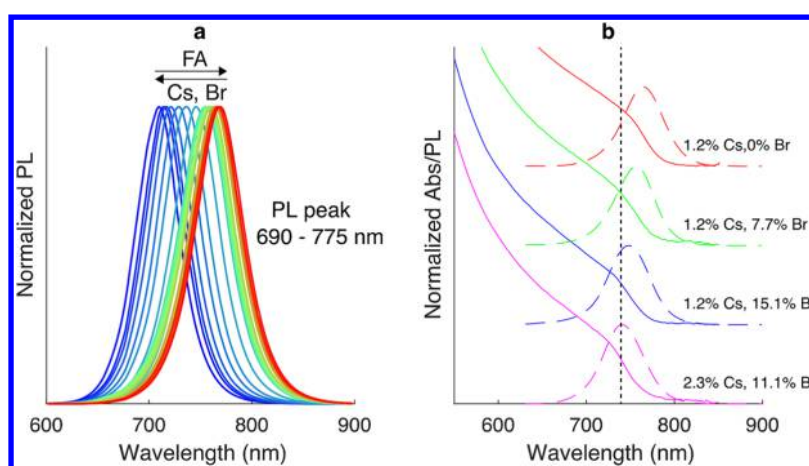 a
FA
Cs, Br
PL peak
690 - 775 nm
Normalized PL
600
700
800
900
Wavelength (nm)
b
1.2% Cs,0% Br
1.2% Cs, 7.7% Br
1.2% Cs, 15.1% B
2.3% Cs, 11.1% B
Normalized Abs/PL
600
700
800
900
Wavelength (nm)